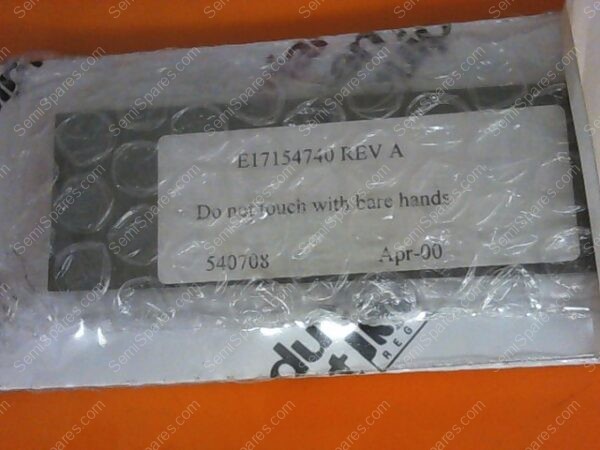 E17154740 REV A
Do not touch with bare hands
540708 Apr-00
SemiSpares.com